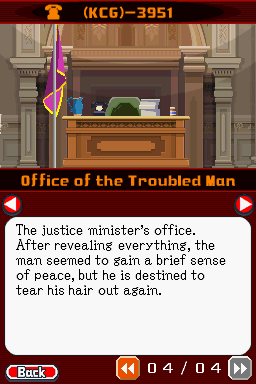 (KCG)-3951
Office of the Troubled Man
The justice minister's office.
After revealing everything, the
man seemed to gain a brief sense
of peace, but he is destined to
tear his hair out again.
Back
04/04